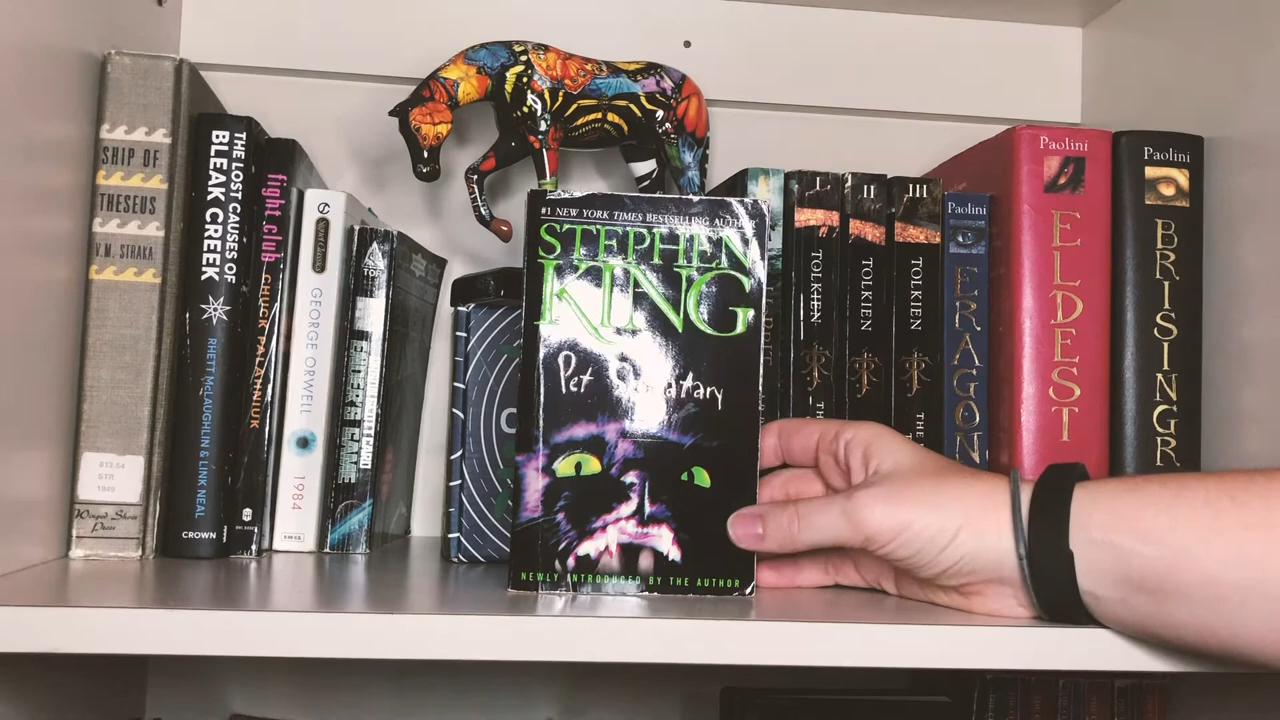 SHIP OF
THESEUS
V.M. STRAKA
813.54
STR
1949
Winged Shoes
Press
THE LOST CAUSES OF
BLEAK CREEK
RHETT McLAUGHLIN & LINK NEAL
CROWN
fight club
CHUCK PALAHNIUK
GEORGE ORWELL
1984
TOR
ENDER'S GAME
#1 NEW YORK TIMES BESTSELLING AUTHOR
STEPHEN
KING
Pet Sematary
NEWLY INTRODUCED BY THE AUTHOR
I
TOLKIEN
II
TOLKIEN
III
TOLKIEN
Paolini
ERAGON
Paolini
ELDEST
Paolini
BRISINGR